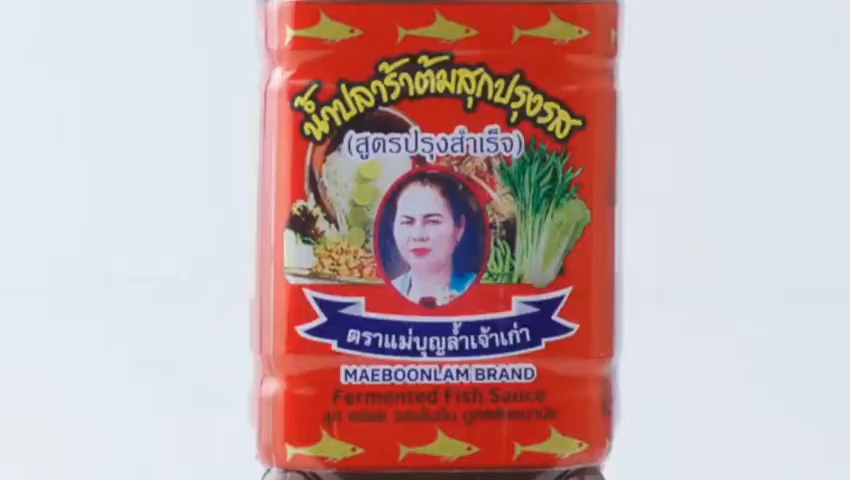 น้ำปลาร้าต้มสุกปรุงรส
(สูตรปรุงสำเร็จ)
ตราแม่บุญล้ำเจ้าเก่า
MAEBOONLAM BRAND
Fermented Fish Sauce